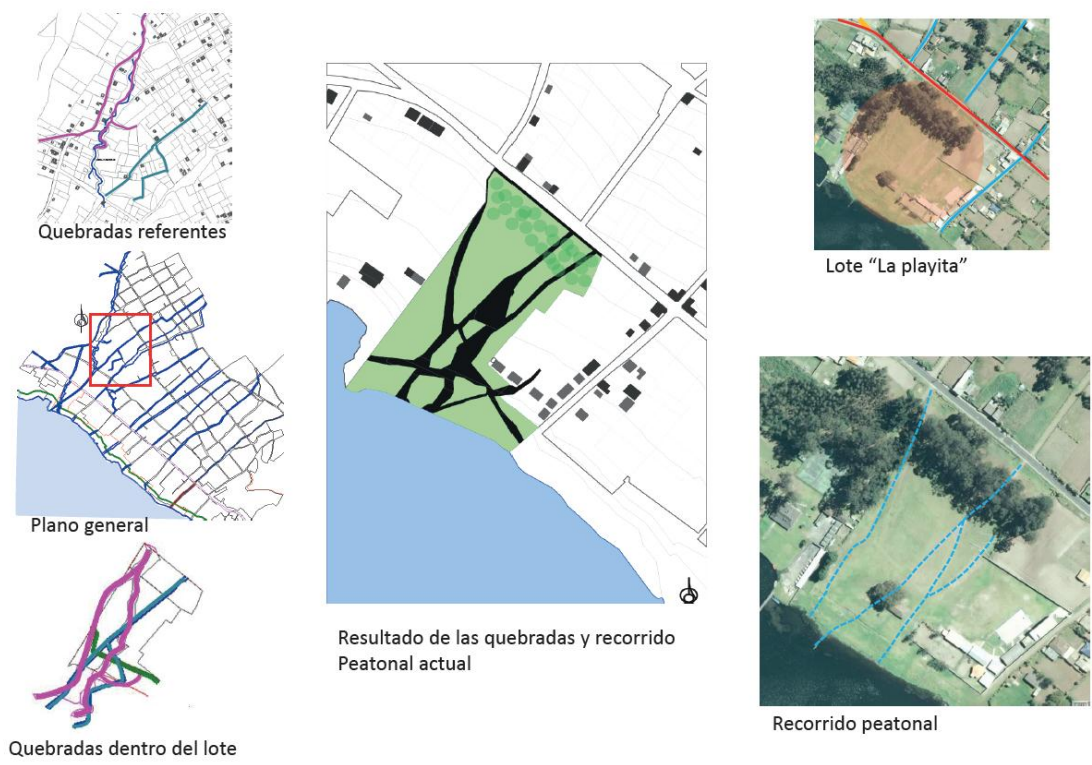 Quebradas referentes
Plano general
Quebradas dentro del lote
Resultado de las quebradas y recorrido
Peatonal actual
Lote “La playita”
Recorrido peatonal